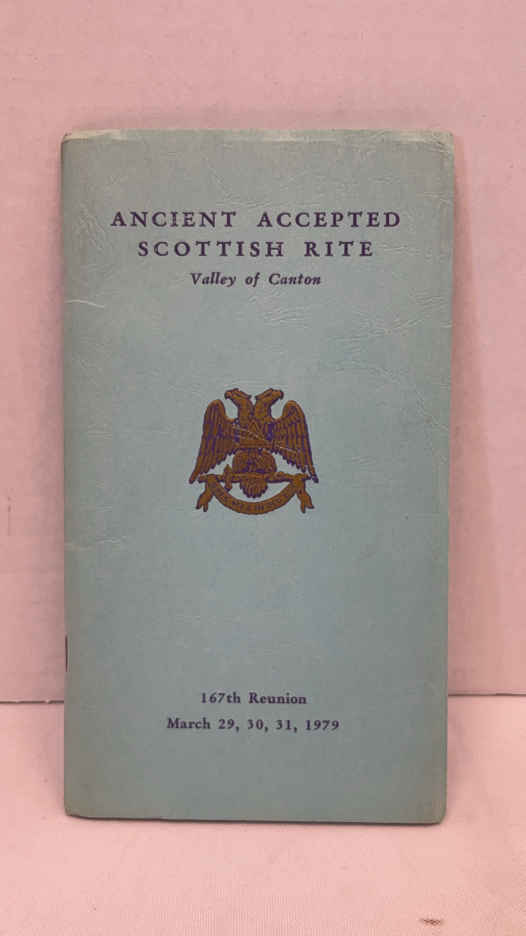 ANCIENT ACCEPTED
SCOTTISH RITE
Valley of Canton
167th Reunion
March 29, 30, 31, 1979